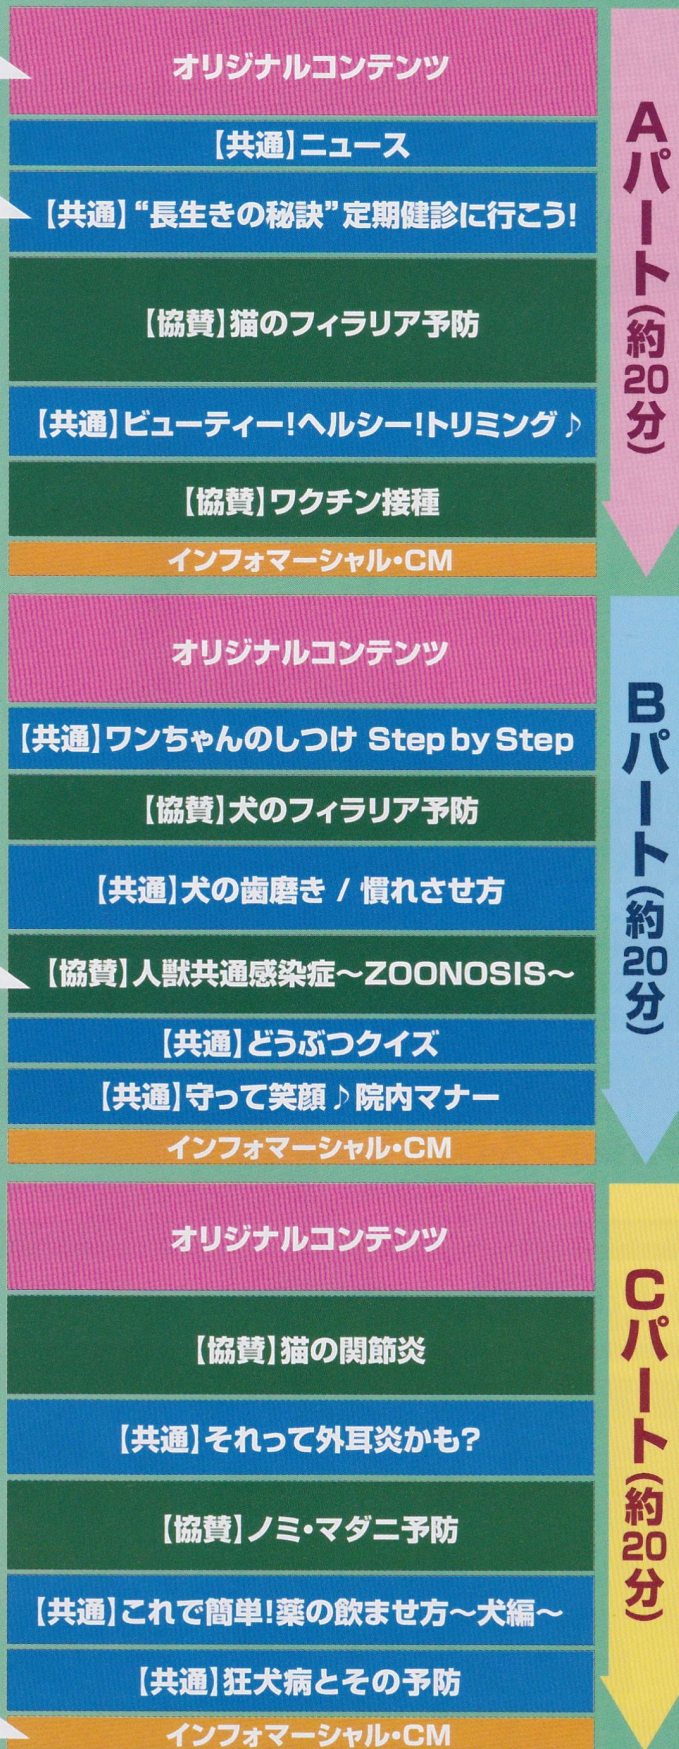 オリジナルコンテンツ
【共通】ニュース
【共通】“長生きの秘訣”定期健診に行こう!
【協賛】猫のフィラリア予防
【共通】ビューティー!ヘルシー!トリミング♪
【協賛】ワクチン接種
インフォマーシャル・CM
Aパート(約20分)
オリジナルコンテンツ
【共通】ワンちゃんのしつけ Step by Step
【協賛】犬のフィラリア予防
【共通】犬の歯磨き / 慣れさせ方
【協賛】人獣共通感染症～ZOONOSIS～
【共通】どうぶつクイズ
【共通】守って笑顔♪院内マナー
インフォマーシャル・CM
Bパート(約20分)
オリジナルコンテンツ
【協賛】猫の関節炎
【共通】それって外耳炎かも?
【協賛】ノミ・マダニ予防
【共通】これで簡単!薬の飲ませ方～犬編～
【共通】狂犬病とその予防
インフォマーシャル・CM
Cパート(約20分)